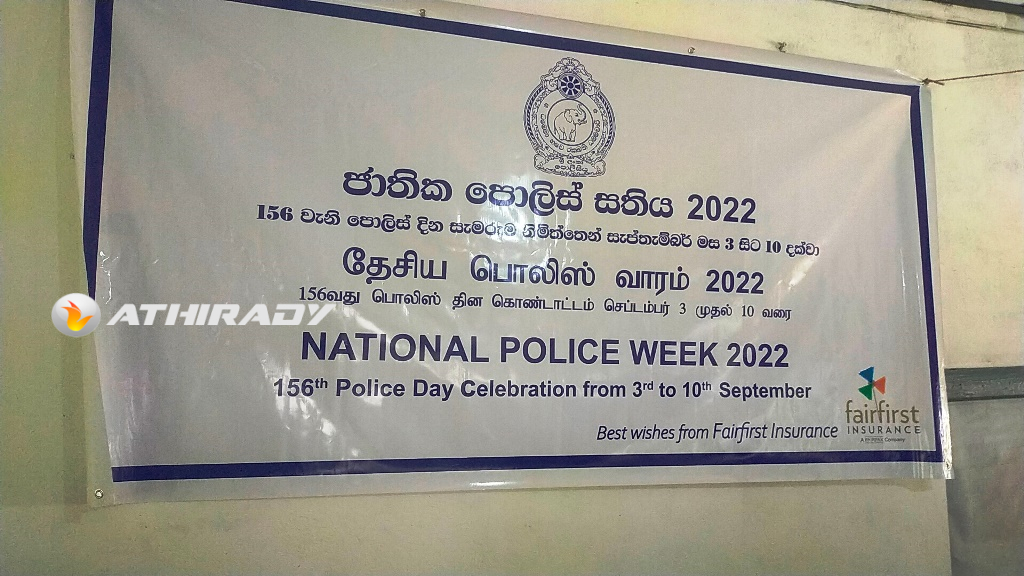 ජාතික පොලිස් සතිය 2022
156 වැනි පොලිස් දින සැමරුම නිමිත්තෙන් සැප්තැම්බර් මස 3 සිට 10 දක්වා
தேசிய பொலிஸ் வாரம் 2022
156வது பொலிஸ் தின கொண்டாட்டம் செப்டம்பர் 3 முதல் 10 வரை
ATHIRADY
NATIONAL POLICE WEEK 2022
156th Police Day Celebration from 3rd to 10th September
Best wishes from Fairfirst Insurance
fairfirst
INSURANCE
A Company